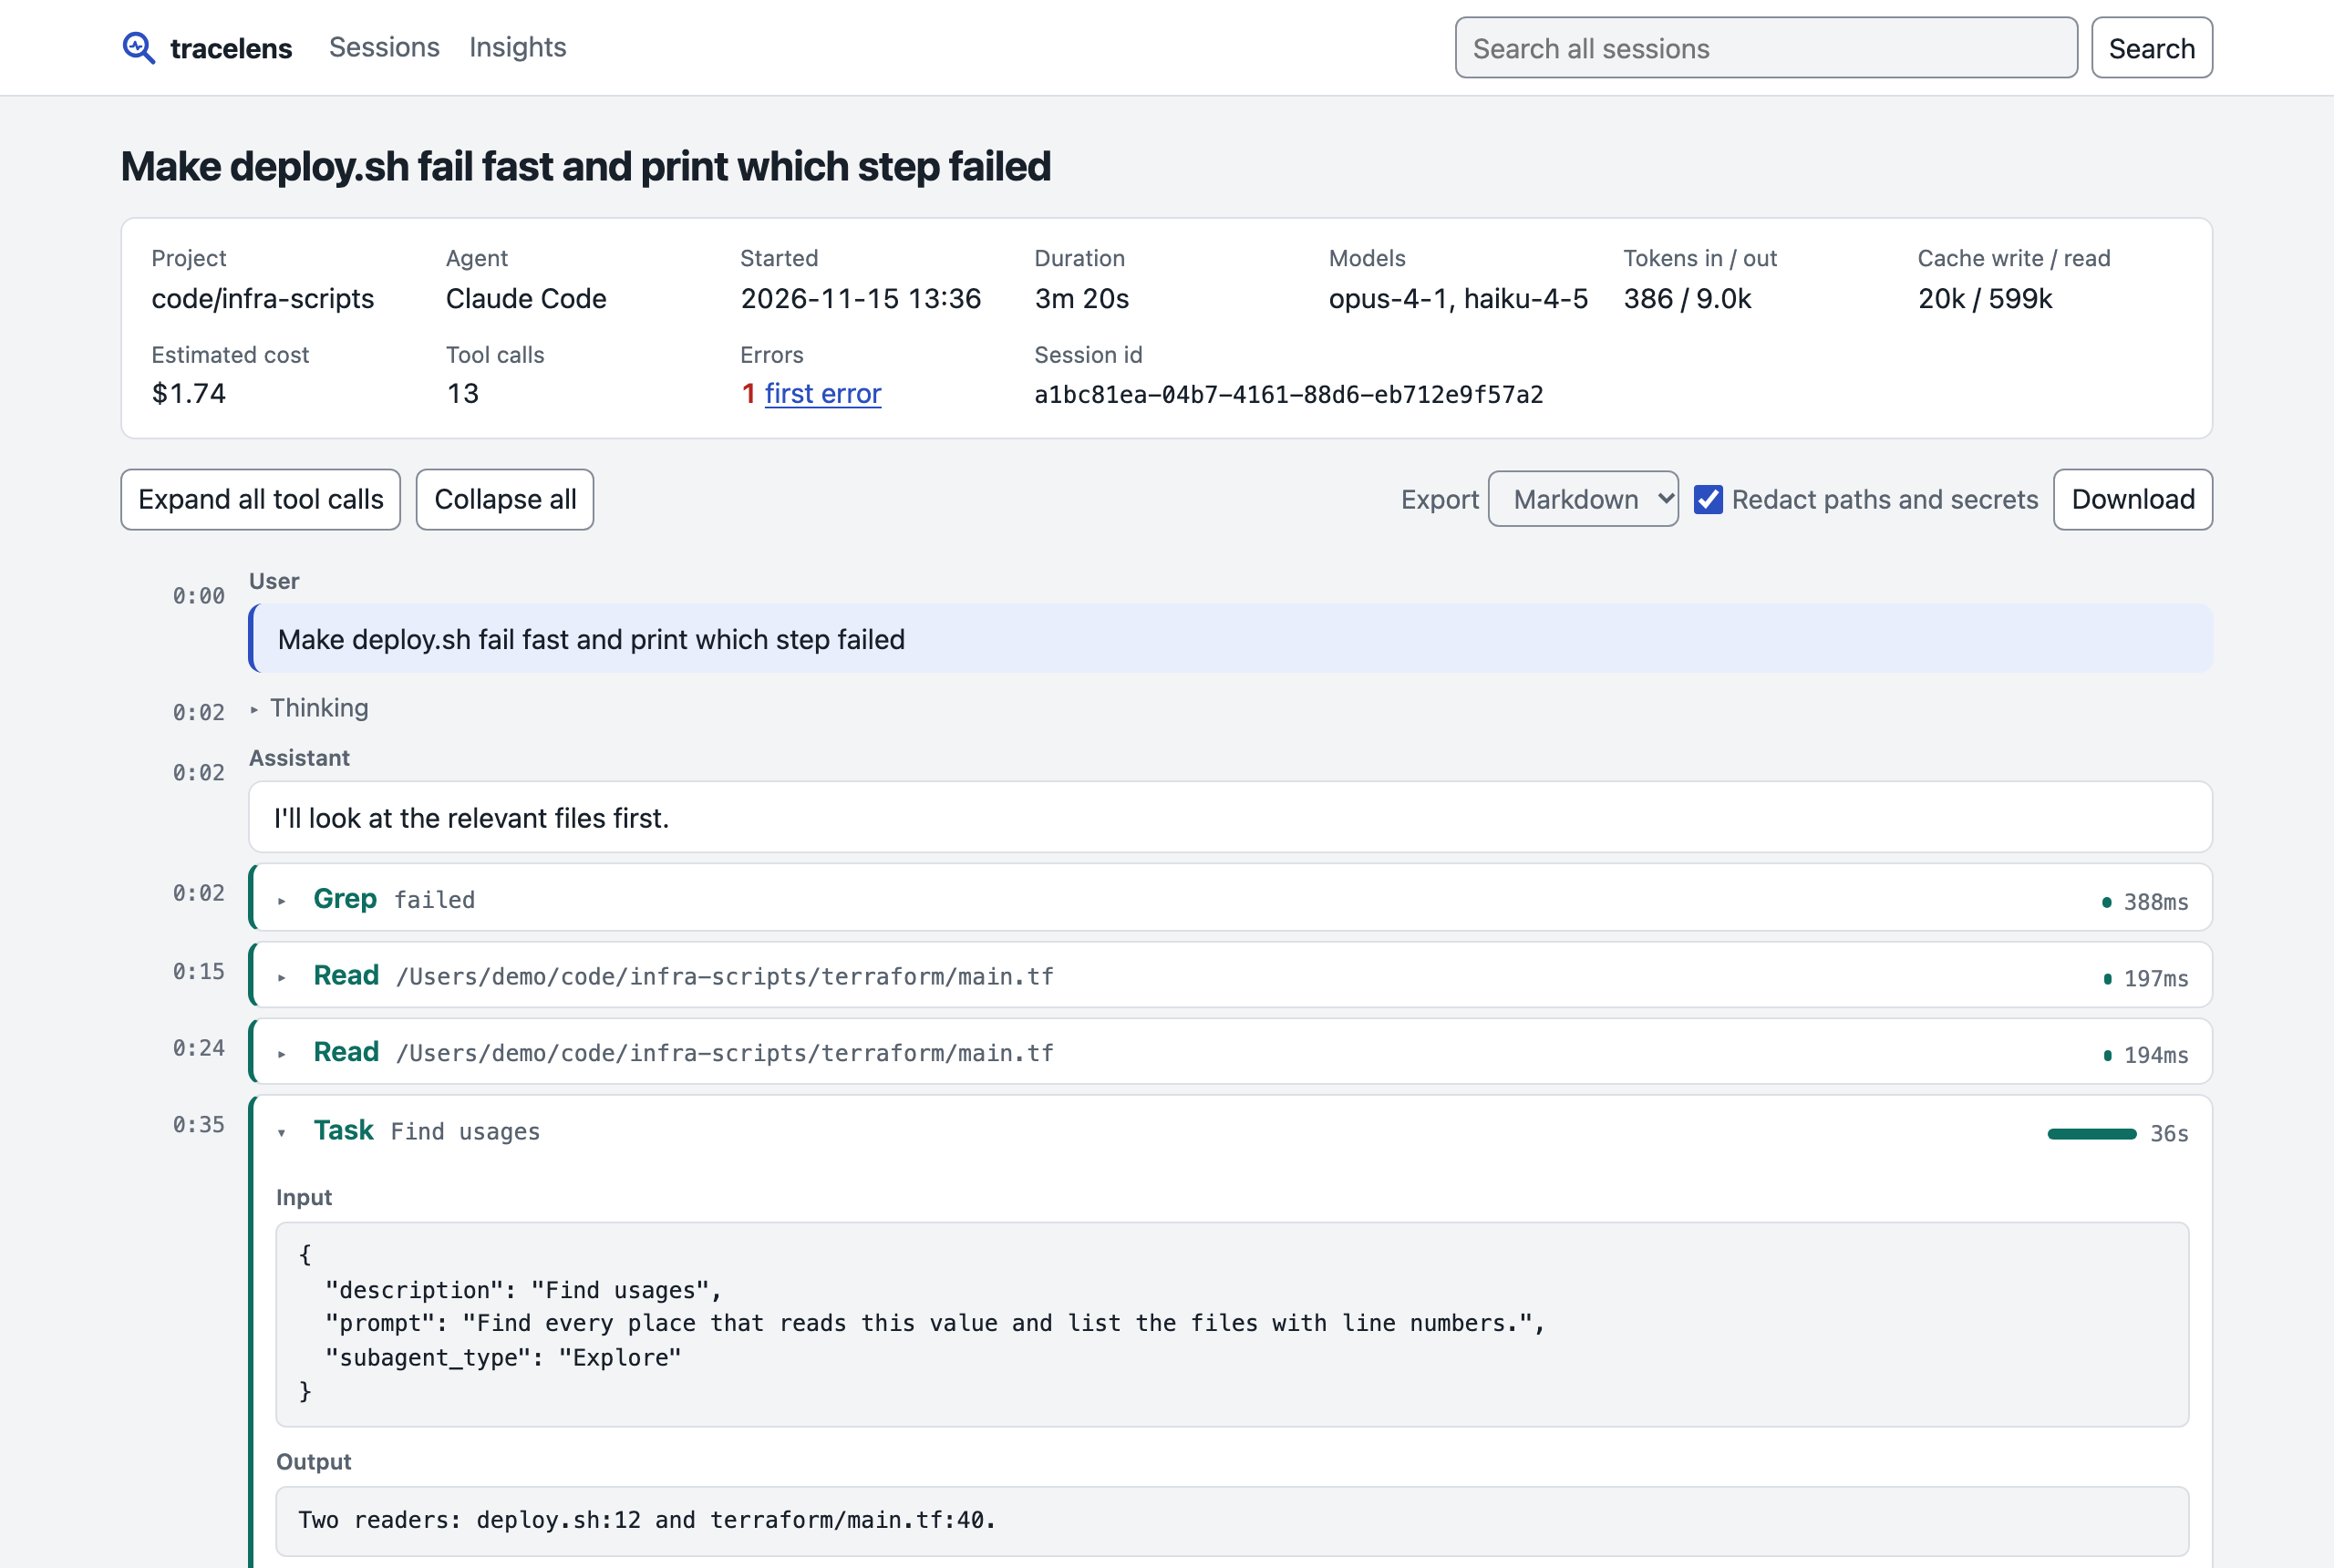 tracelens Sessions Insights Search all sessions Search
Make deploy.sh fail fast and print which step failed
Project Agent Started Duration Models Tokens in / out Cache write / read
code/infra-scripts Claude Code 2026-11-15 13:36 3m 20s opus-4-1, haiku-4-5 386 / 9.0k 20k / 599k
Estimated cost Tool calls Errors Session id
$1.74 13 1 first error a1bc81ea-04b7-4161-88d6-eb712e9f57a2
Expand all tool calls Collapse all Export Markdown Redact paths and secrets Download
User
0:00
Make deploy.sh fail fast and print which step failed
0:02 Thinking
Assistant
0:02
I'll look at the relevant files first.
0:02 Grep failed 388ms
0:15 Read /Users/demo/code/infra-scripts/terraform/main.tf 197ms
0:24 Read /Users/demo/code/infra-scripts/terraform/main.tf 194ms
0:35 Task Find usages 36s
Input
{
"description": "Find usages",
"prompt": "Find every place that reads this value and list the files with line numbers.",
"subagent_type": "Explore"
}
Output
Two readers: deploy.sh:12 and terraform/main.tf:40.